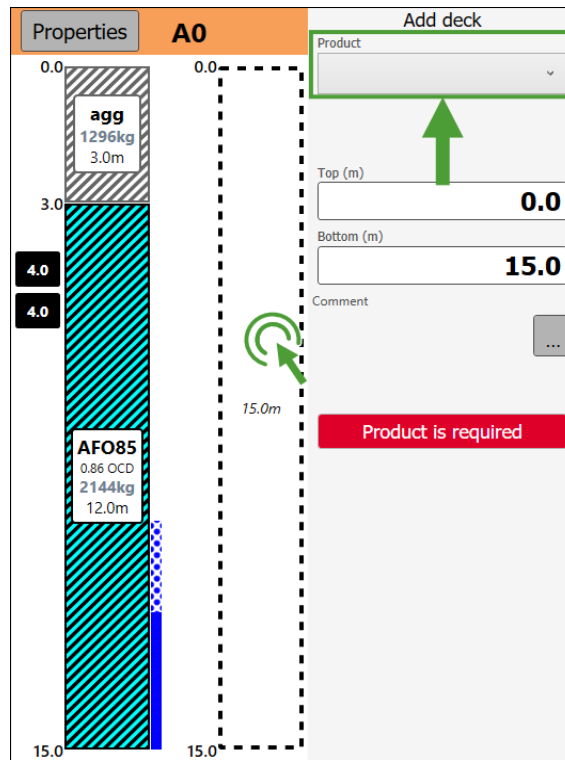 Properties
A0
Add deck
Product
0.0
0.0
agg
1296kg
3.0m
Top (m)
0.0
3.0
Bottom (m)
15.0
4.0
4.0
Comment
...
15.0m
Product is required
AFO85
0.86 OCD
2144kg
12.0m
15.0
15.0